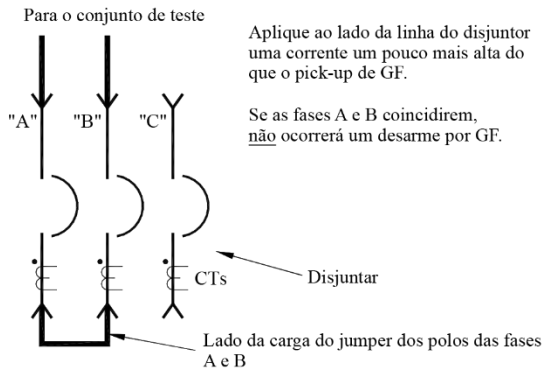 Para o conjunto de teste
Aplique ao lado da linha do disjuntor
uma corrente um pouco mais alta do
que o pick-up de GF.
Se as fases A e B coincidirem,
não ocorrerá um desarme por GF.
"A" "B" "C"
CTs
Disjuntar
Lado da carga do jumper dos polos das fases
A e B